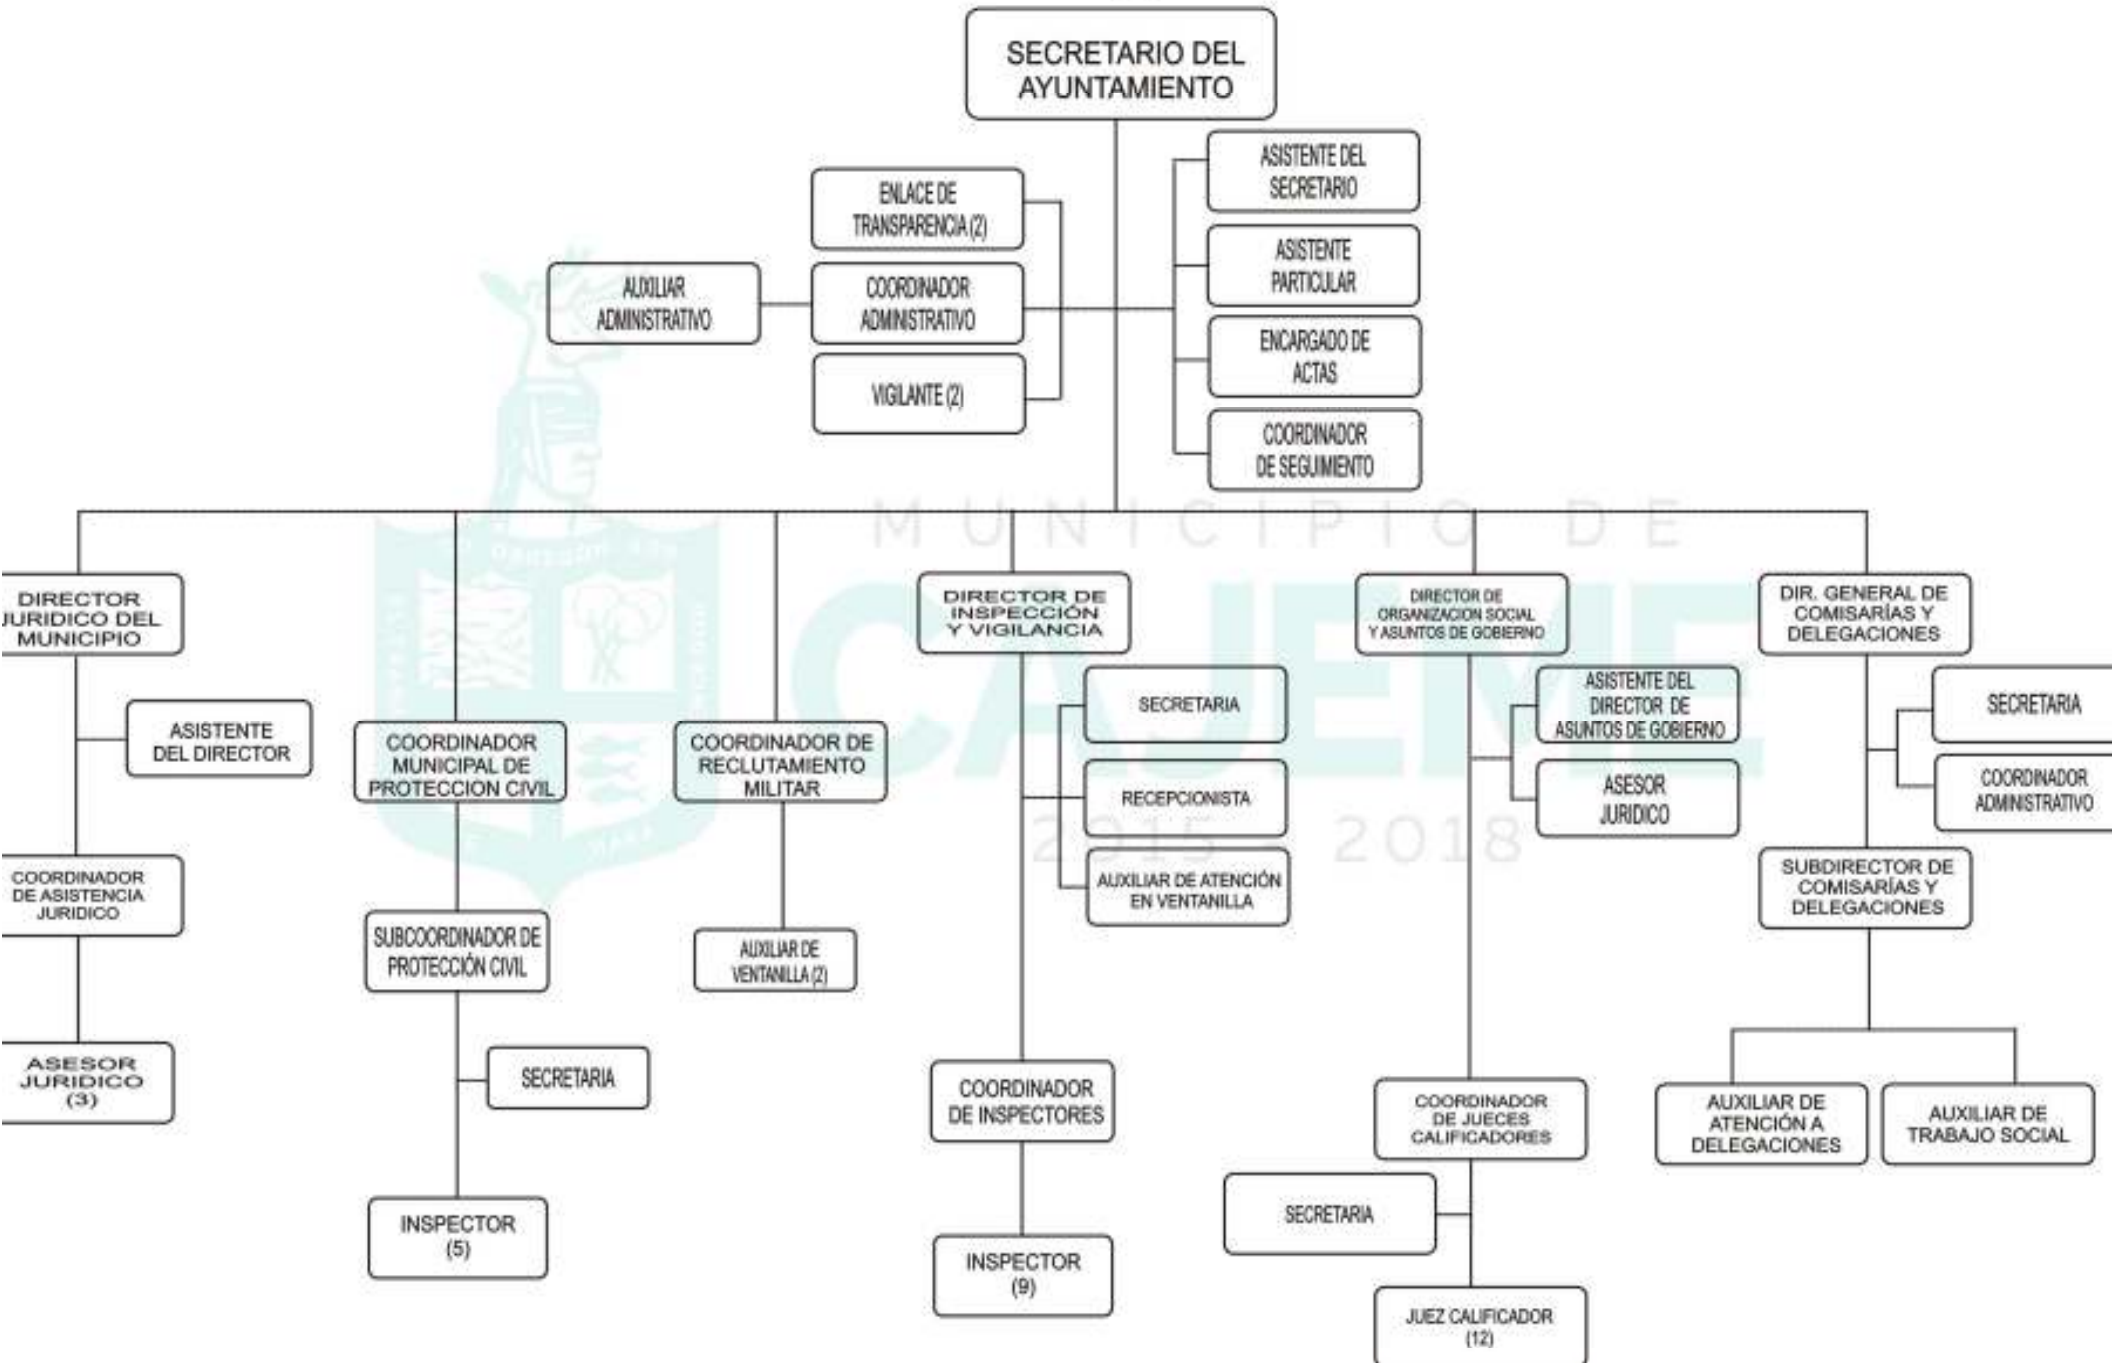 SECRETARIO DEL
AYUNTAMIENTO
ASISTENTE DEL
SECRETARIO
ENLACE DE
TRANSPARENCIA (2)
ASISTENTE
PARTICULAR
AUXILIAR
ADMINISTRATIVO
COORDINADOR
ADMINISTRATIVO
ENCARGADO DE
ACTAS
VIGILANTE (2)
COORDINADOR
DE SEGUIMIENTO
MUNICIPIO DE
CAJEME
2015 - 2018
DIRECTOR
JURIDICO DEL
MUNICIPIO
ASISTENTE
DEL DIRECTOR
COORDINADOR
DE ASISTENCIA
JURIDICO
ASESOR
JURIDICO
(3)
COORDINADOR
MUNICIPAL DE
PROTECCION CIVIL
SUBCOORDINADOR DE
PROTECCIÓN CIVIL
SECRETARIA
INSPECTOR
(5)
COORDINADOR DE
RECLUTAMIENTO
MILITAR
AUXILIAR DE
VENTANILLA (2)
DIRECTOR DE
INSPECCIÓN
Y VIGILANCIA
SECRETARIA
RECEPCIONISTA
AUXILIAR DE ATENCIÓN
EN VENTANILLA
COORDINADOR
DE INSPECTORES
INSPECTOR
(9)
DIRECTOR DE
ORGANIZACION SOCIAL
Y ASUNTOS DE GOBIERNO
ASISTENTE DEL
DIRECTOR DE
ASUNTOS DE GOBIERNO
ASESOR
JURIDICO
COORDINADOR
DE JUECES
CALIFICADORES
SECRETARIA
JUEZ CALIFICADOR
(12)
DIR. GENERAL DE
COMISARÍAS Y
DELEGACIONES
SECRETARIA
COORDINADOR
ADMINISTRATIVO
SUBDIRECTOR DE
COMISARÍAS Y
DELEGACIONES
AUXILIAR DE
ATENCIÓN A
DELEGACIONES
AUXILIAR DE
TRABAJO SOCIAL